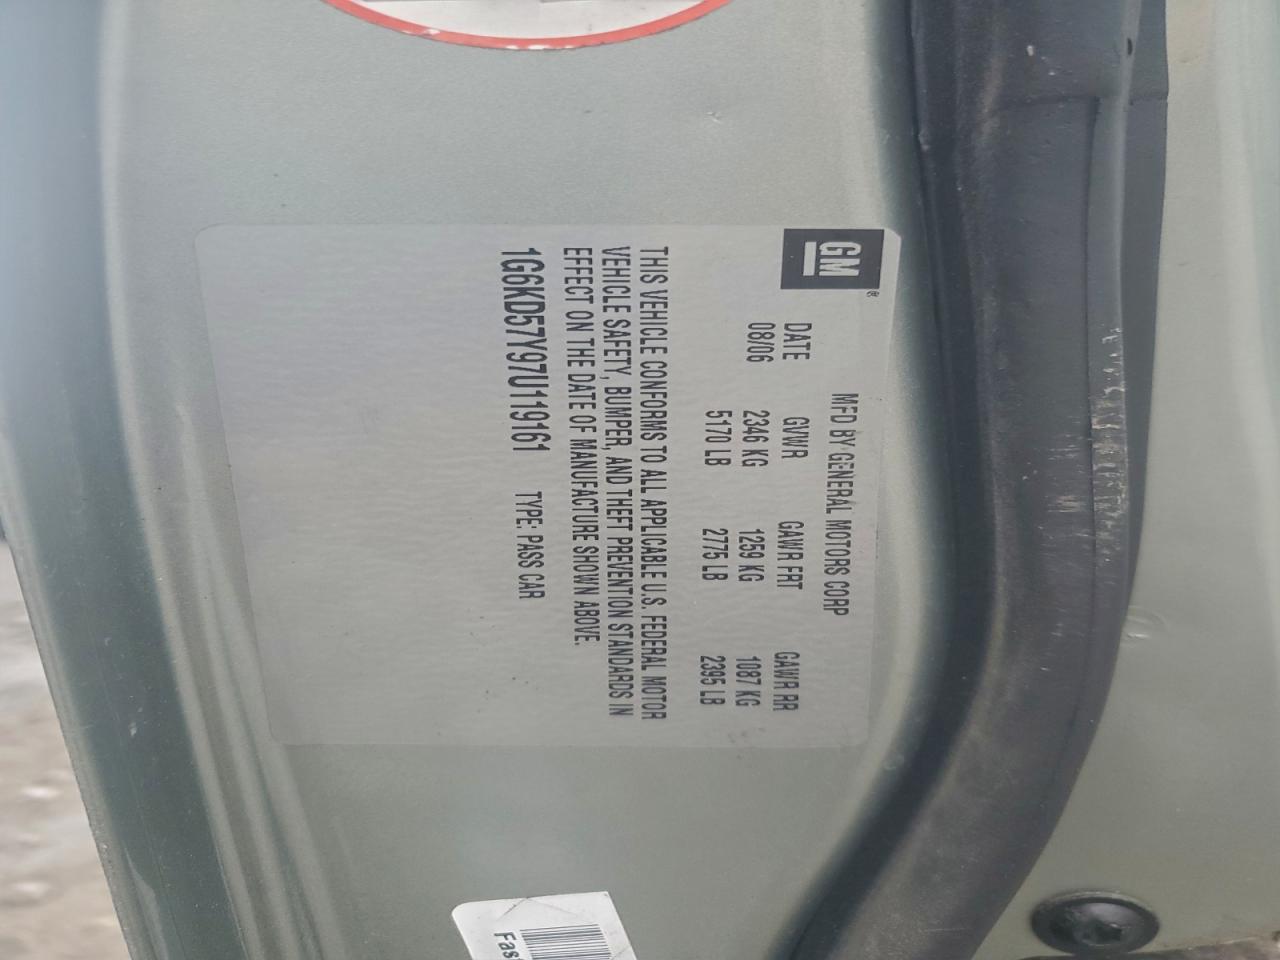 GM ®
MFD BY GENERAL MOTORS CORP
DATE GVWR GAWR FRT GAWR RR
08/06 2346 KG 1259 KG 1087 KG
5170 LB 2775 LB 2395 LB
THIS VEHICLE CONFORMS TO ALL APPLICABLE U.S. FEDERAL MOTOR
VEHICLE SAFETY, BUMPER, AND THEFT PREVENTION STANDARDS IN
EFFECT ON THE DATE OF MANUFACTURE SHOWN ABOVE.
1G6KD57Y97U119161 TYPE: PASS CAR
Fas